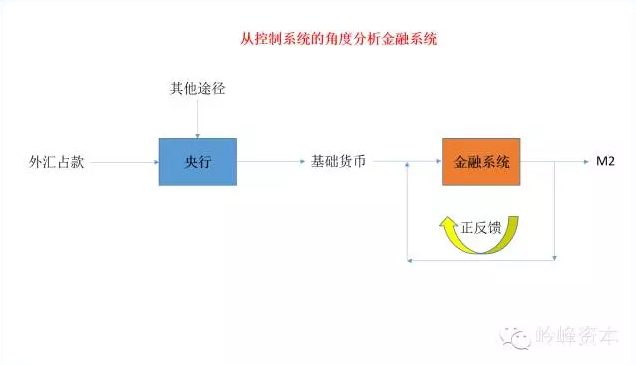 从控制系统的角度分析金融系统
其他途径
外汇占款
央行
基础货币
金融系统
M2
正反馈
岭峰资本